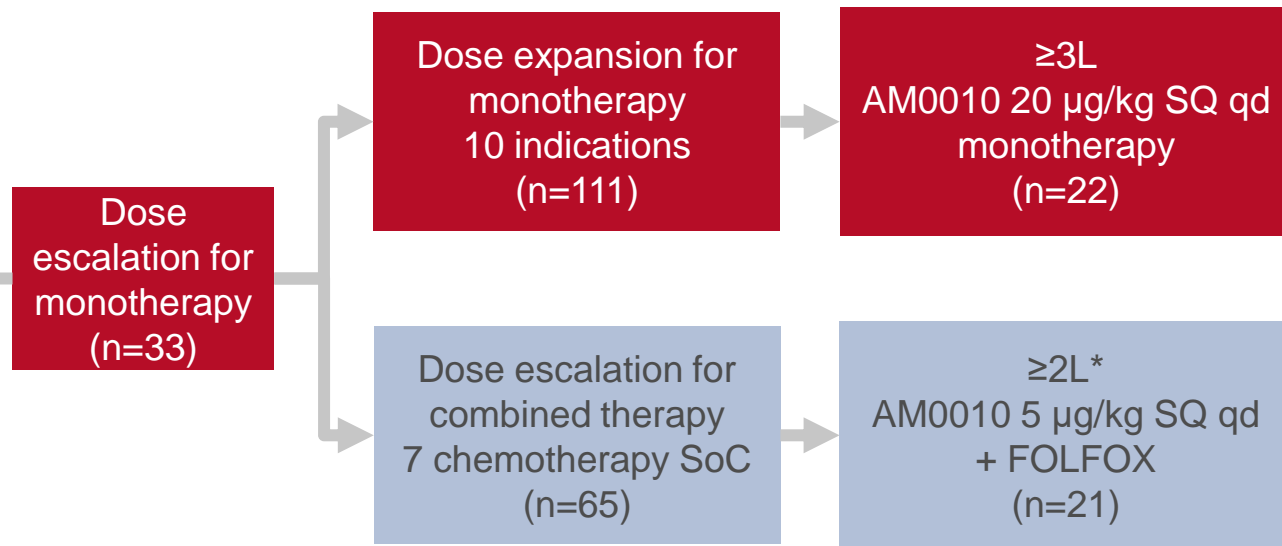 Dose
escalation for
monotherapy
(n=33)
Dose expansion for
monotherapy
10 indications
(n=111)
≥3L
AM0010 20 µg/kg SQ qd
monotherapy
(n=22)
Dose escalation for
combined therapy
7 chemotherapy SoC
(n=65)
≥2L*
AM0010 5 µg/kg SQ qd
+ FOLFOX
(n=21)